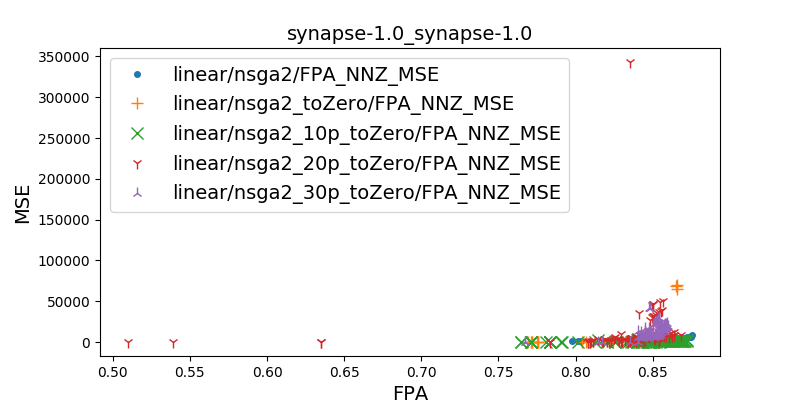 synapse-1.0_synapse-1.0
350000
300000
250000
200000
150000
100000
50000
0
MSE
linear/nsga2/FPA_NNZ_MSE
linear/nsga2_toZero/FPA_NNZ_MSE
linear/nsga2_10p_toZero/FPA_NNZ_MSE
linear/nsga2_20p_toZero/FPA_NNZ_MSE
linear/nsga2_30p_toZero/FPA_NNZ_MSE
0.50 0.55 0.60 0.65 0.70 0.75 0.80 0.85
FPA